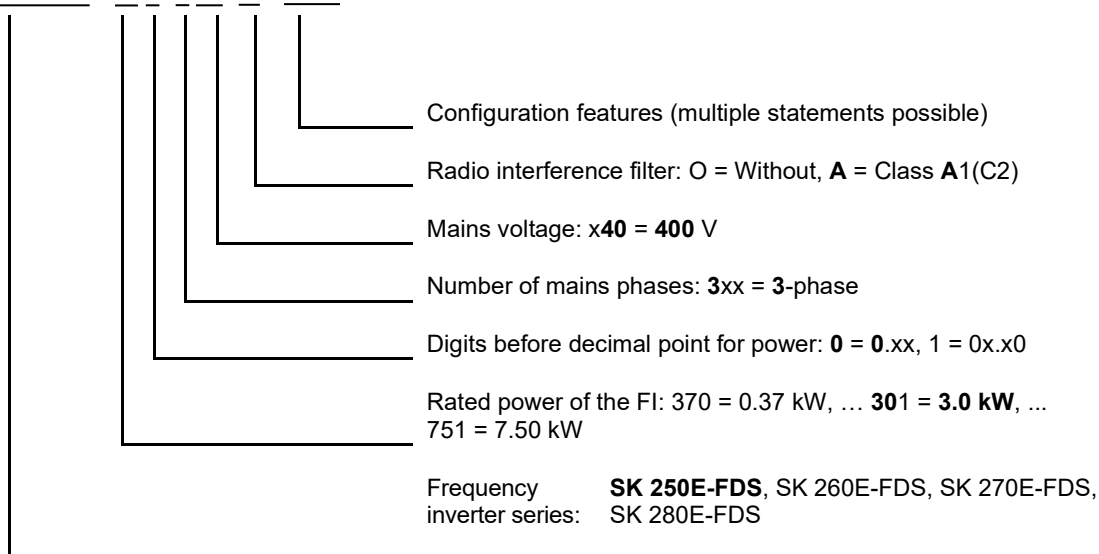 Configuration features (multiple statements possible)
Radio interference filter: O = Without, A = Class A1(C2)
Mains voltage: x40 = 400 V
Number of mains phases: 3xx = 3-phase
Digits before decimal point for power: 0 = 0.xx, 1 = 0x.x0
Rated power of the FI: 370 = 0.37 kW, … 301 = 3.0 kW, ...
751 = 7.50 kW
Frequency SK 250E-FDS, SK 260E-FDS, SK 270E-FDS,
inverter series: SK 280E-FDS